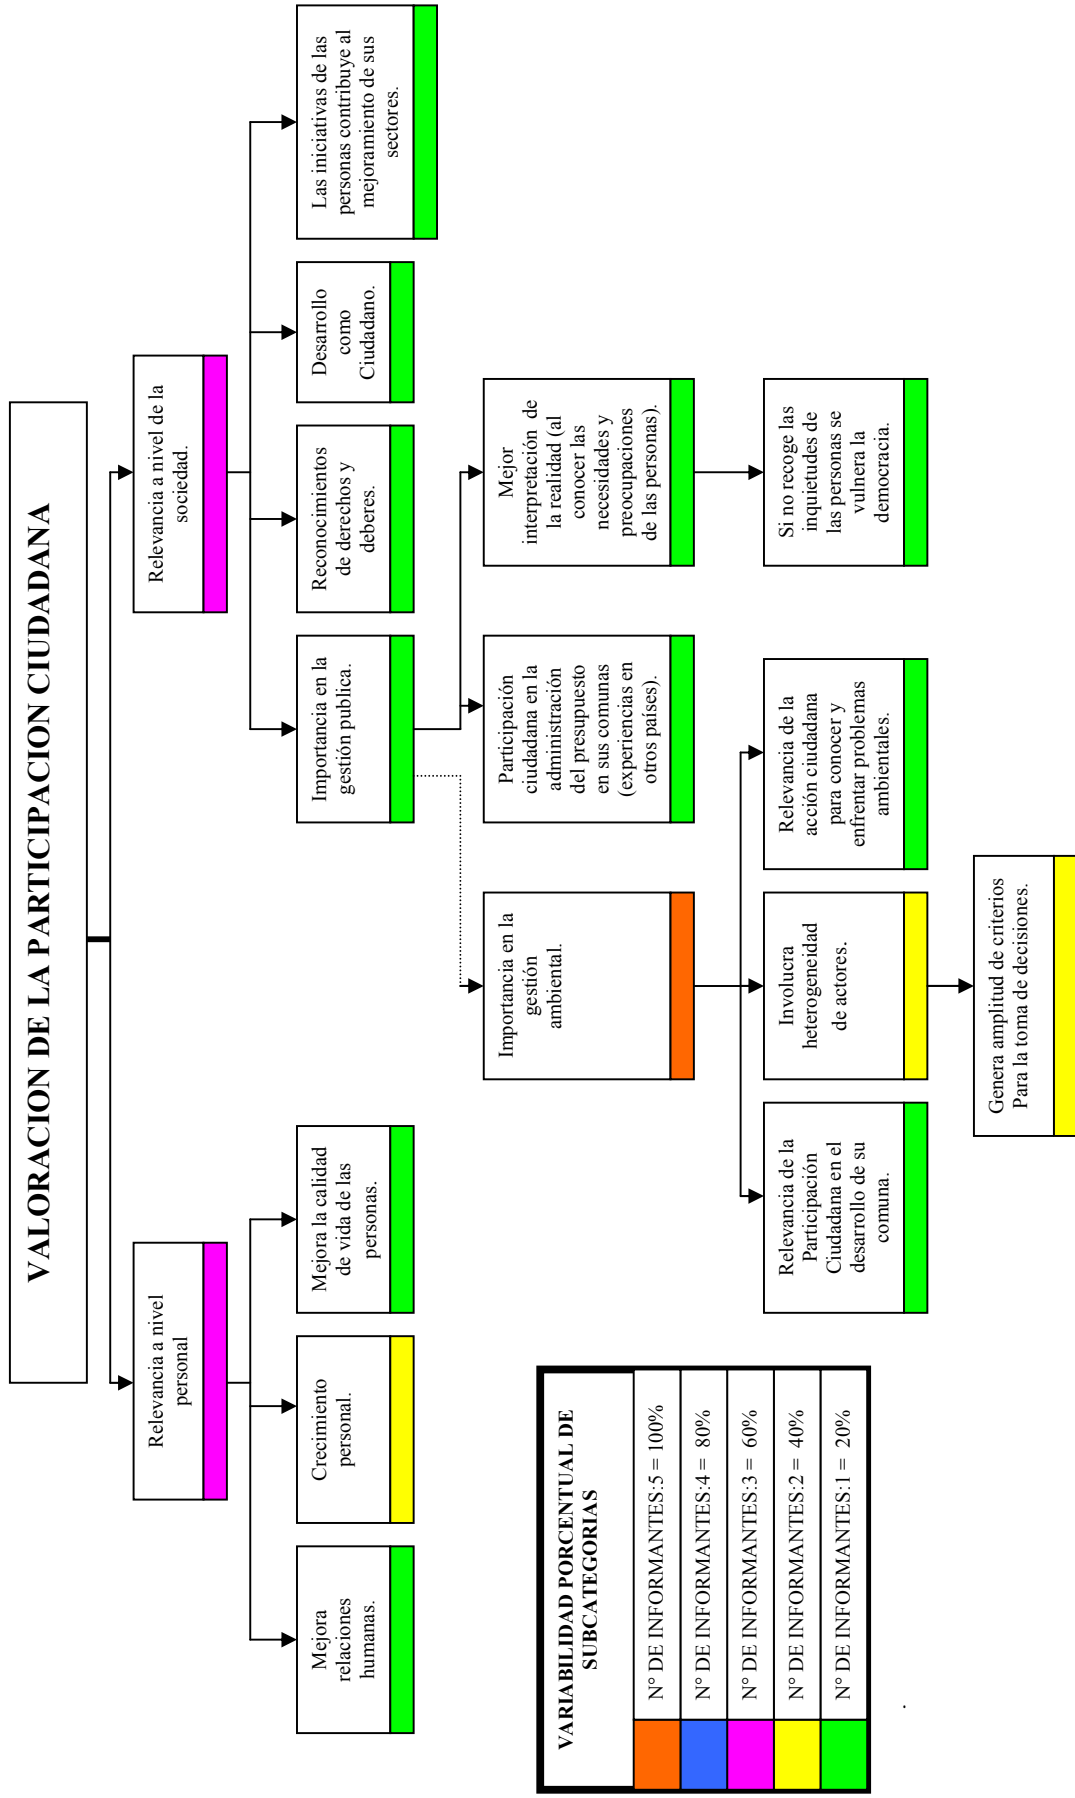 VALORACION DE LA PARTICIPACION CIUDADANA
Relevancia a nivel
personal
Relevancia a nivel de la
sociedad.
Mejora
relaciones
humanas.
Crecimiento
personal.
Mejora la calidad
de vida de las
personas.
Importancia en la
gestión publica.
Reconocimientos
de derechos y
deberes.
Desarrollo
como
Ciudadano.
Las iniciativas de las
personas contribuye al
mejoramiento de sus
sectores.
Importancia en la
gestión
ambiental.
Participación
ciudadana en la
administración
del presupuesto
en sus comunas
(experiencias en
otros países).
Mejor
interpretación de
la realidad (al
conocer las
necesidades y
preocupaciones
de las personas).
Relevancia de la
Participación
Ciudadana en el
desarrollo de su
comuna.
Involucra
heterogeneidad
de actores.
Relevancia de la
acción ciudadana
para conocer y
enfrentar problemas
ambientales.
Si no recoge las
inquietudes de
las personas se
vulnera la
democracia.
Genera amplitud de criterios
Para la toma de decisiones.
VARIABILIDAD PORCENTUAL DE
SUBCATEGORIAS
N° DE INFORMANTES:5 = 100%
N° DE INFORMANTES:4 = 80%
N° DE INFORMANTES:3 = 60%
N° DE INFORMANTES:2 = 40%
N° DE INFORMANTES:1 = 20%
.